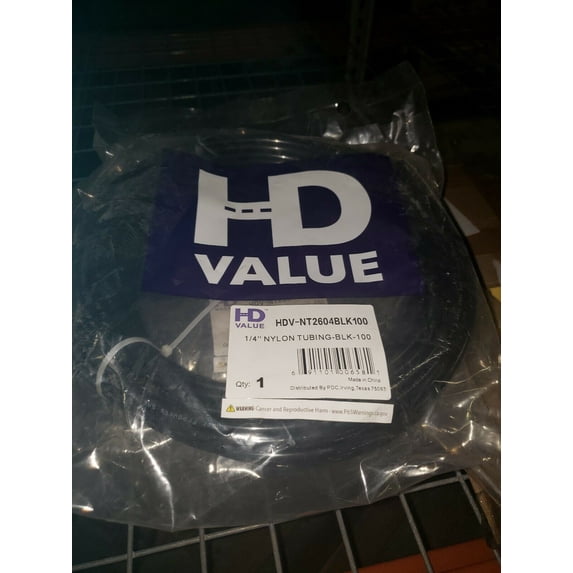 HD
VALUE
HD
VALUE
HDV-NT2604BLK100
1/4" NYLON TUBING-BLK-100
Qty: 1
Made in China
Distributed By PDC, Irving, Texas 75063
WARNING: Cancer and Reproductive Harm - www.P65Warnings.ca.gov